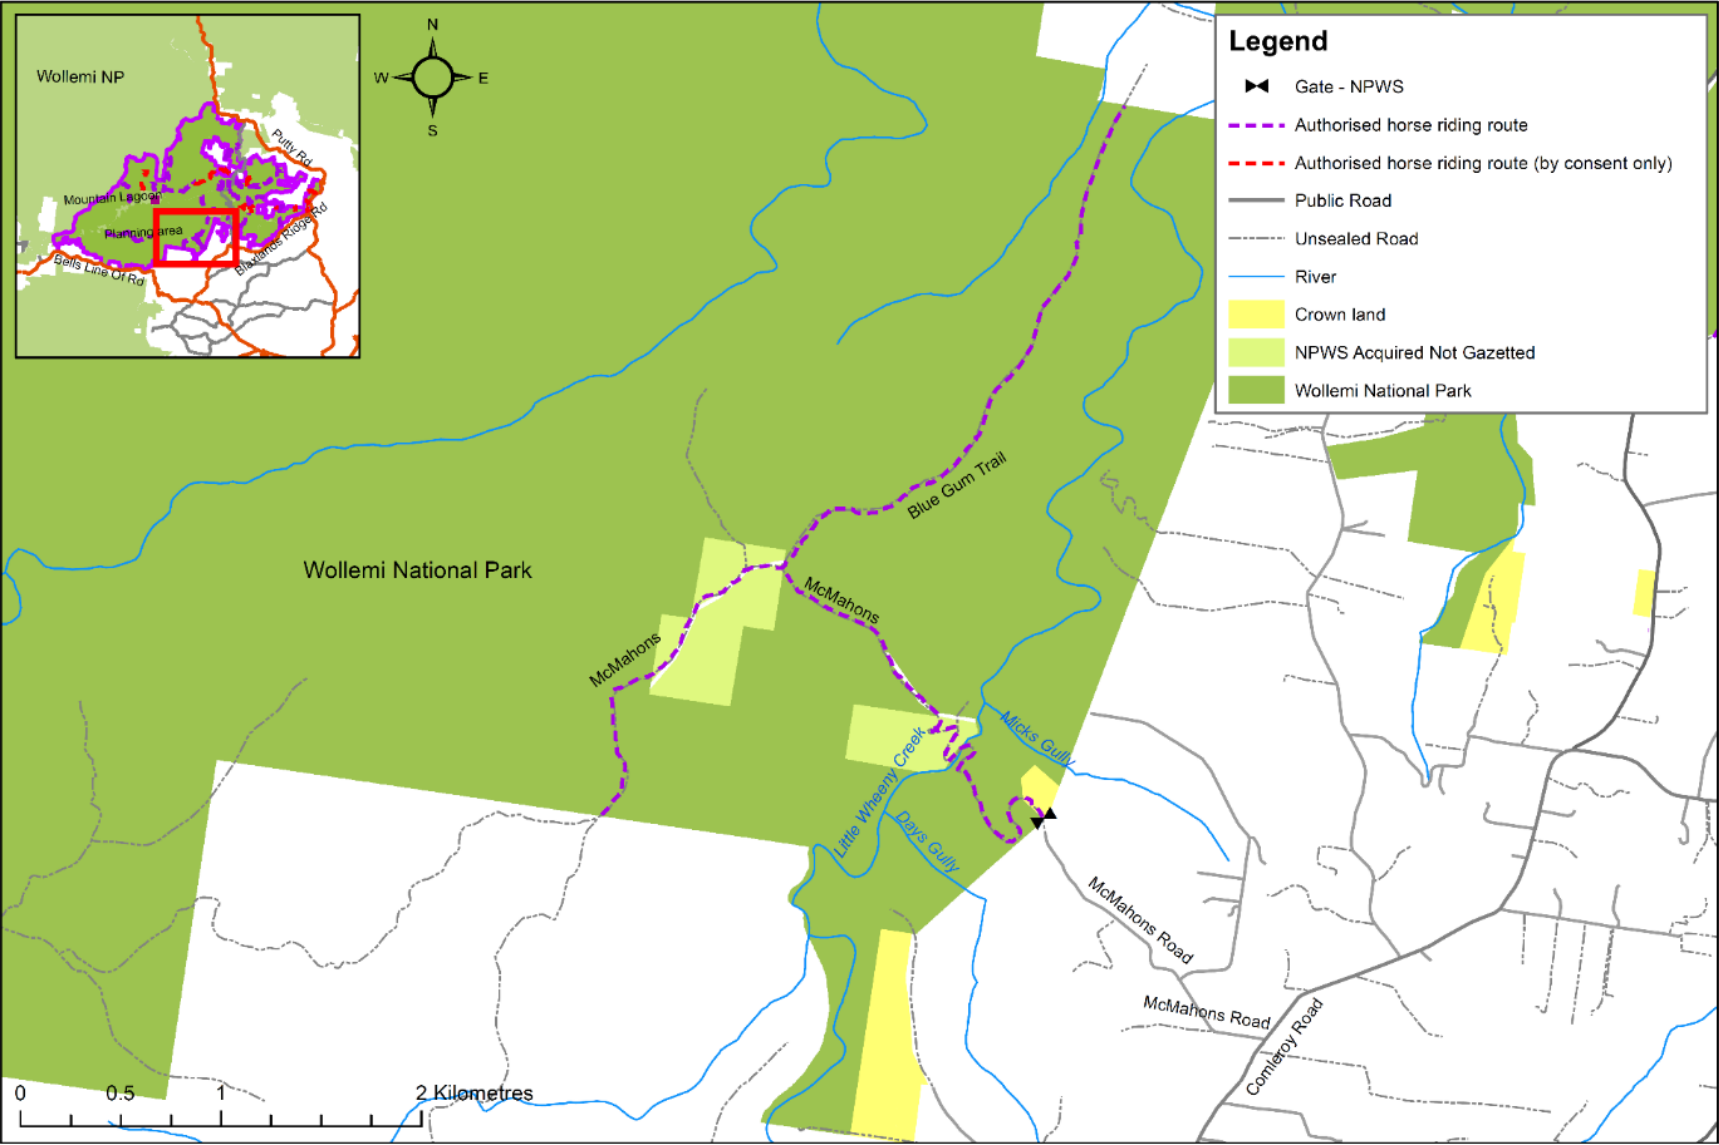 Wollemi NP
Putty Rd
Mountain Lagoon
Planning area
Blaxlands Ridge Rd
Bells Line Of Rd
N
W
E
S
Legend
Gate - NPWS
Authorised horse riding route
Authorised horse riding route (by consent only)
Public Road
Unsealed Road
River
Crown land
NPWS Acquired Not Gazetted
Wollemi National Park
Blue Gum Trail
Wollemi National Park
McMahons
McMahons
Micks Gully
Little Wheeny Creek
Days Gully
McMahons Road
McMahons Road
Comleroy Road
0 0.5 1 2 Kilometres